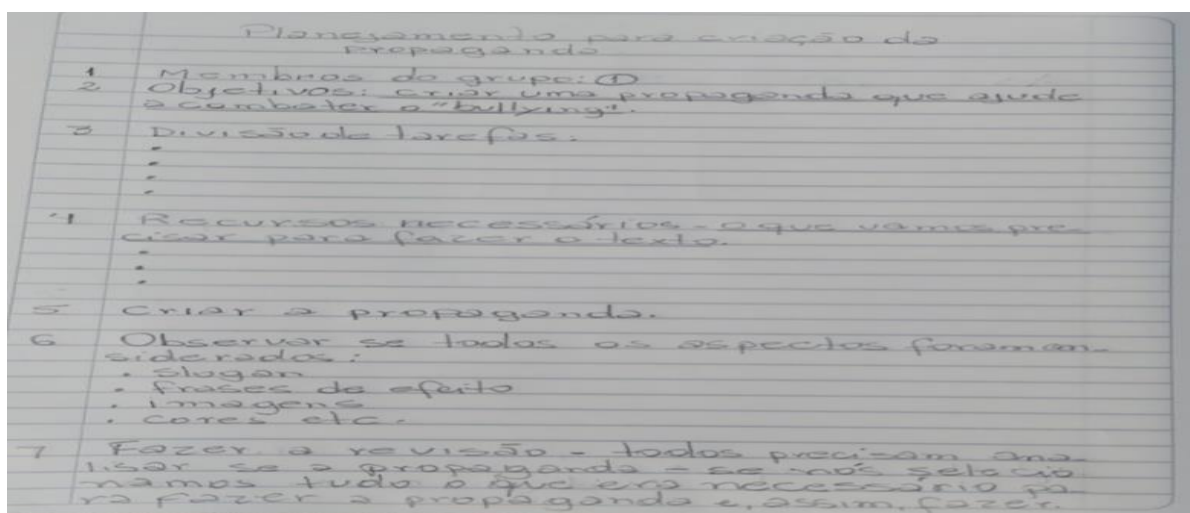 Planejamento para criação da
propaganda
1 Membros do grupo: ①
2 Objetivos: criar uma propaganda que ajude
a combater o "bullying".
3 Divisão de tarefas:
•
•
•
•
4 Recursos necessários - o que vamos pre-
cisar para fazer o texto.
•
•
•
5 Criar a propaganda.
6 Observar se todos os aspectos foram con-
siderados:
• slogan
• frases de efeito
• imagens
• cores etc.
7 Fazer a revisão - todos precisam ana-
lisar se a propaganda - se nós selecio
namos tudo o que era necessário pa-
ra fazer a propaganda e, assim, fazer.